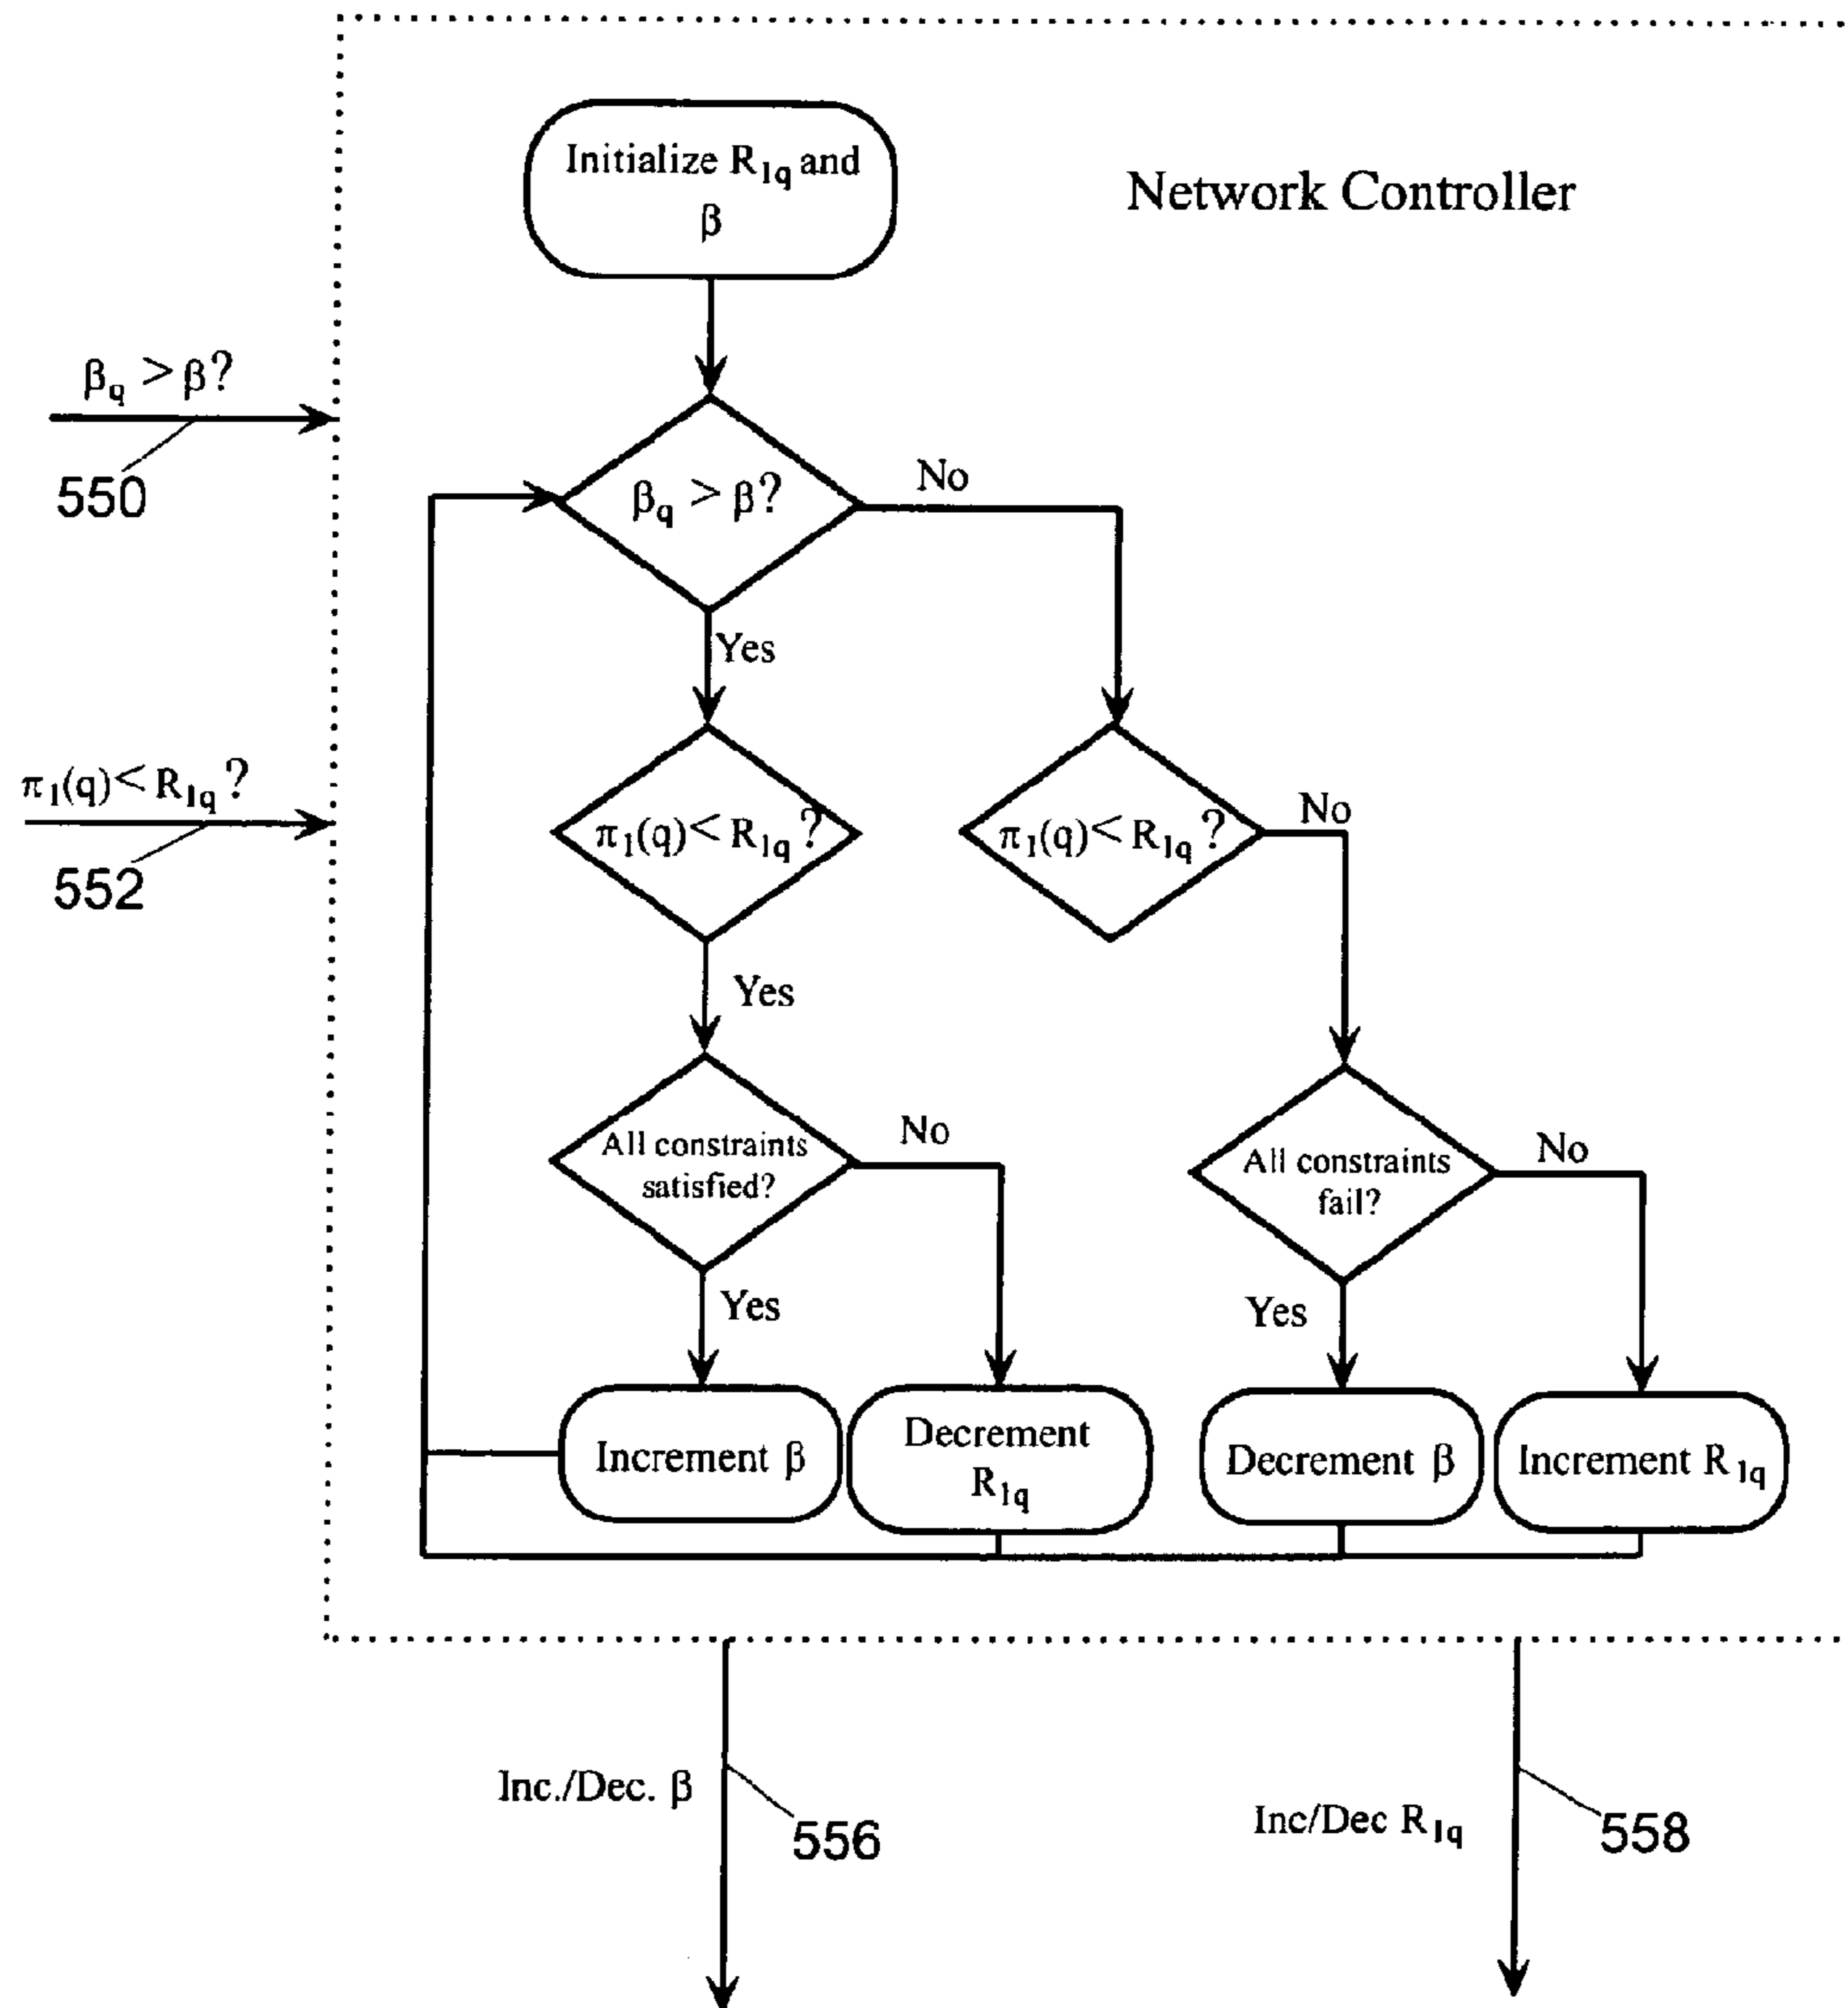 Initialize R1q and
β
Network Controller
βq > β?
550
βq > β?
No
Yes
π1(q)< R1q ?
552
π1(q)< R1q ?
π1(q)< R1q ?
No
Yes
All constraints
satisfied?
No
All constraints
fail?
No
Yes
Yes
Increment β
Decrement
R1q
Decrement β
Increment R1q
Inc./Dec. β
556
Inc/Dec R1q
558